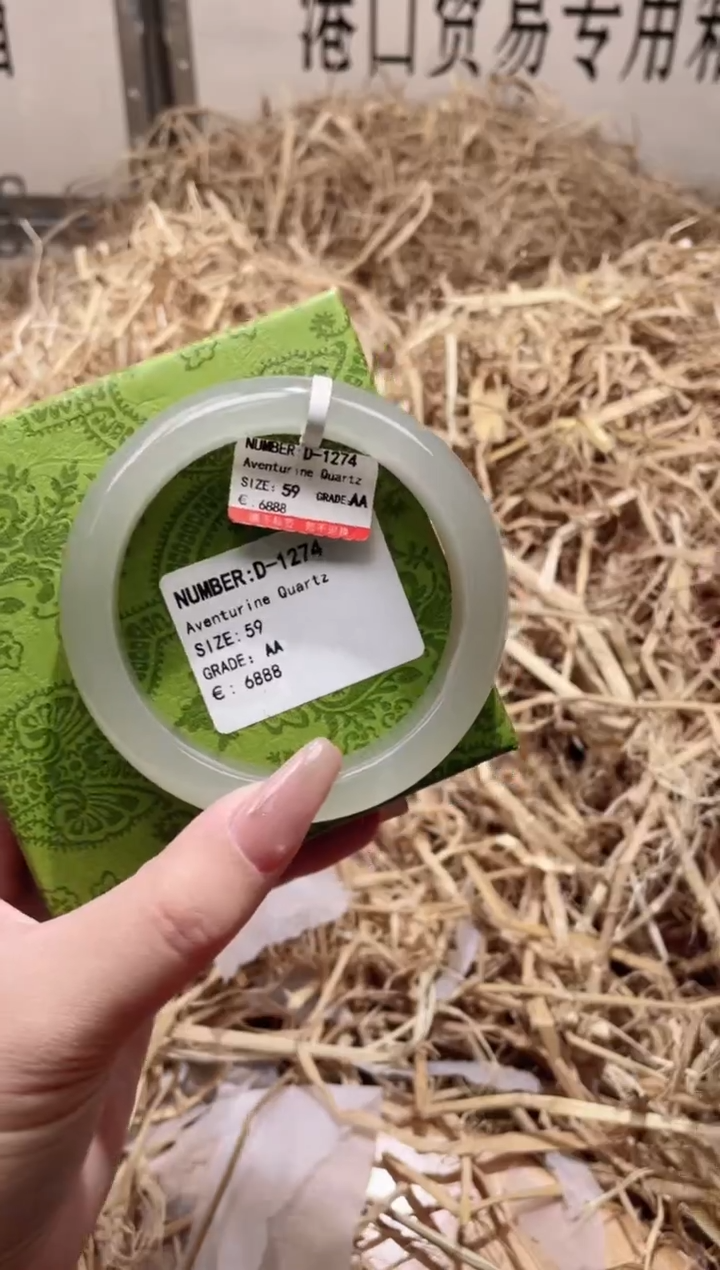 港口贸易专用箱
NUMBER:D-1274
Aventurine Quartz
SIZE: 59 GRADE:AA
€.6888
NUMBER:D-1274
Aventurine Quartz
SIZE: 59
GRADE: AA
€: 6888